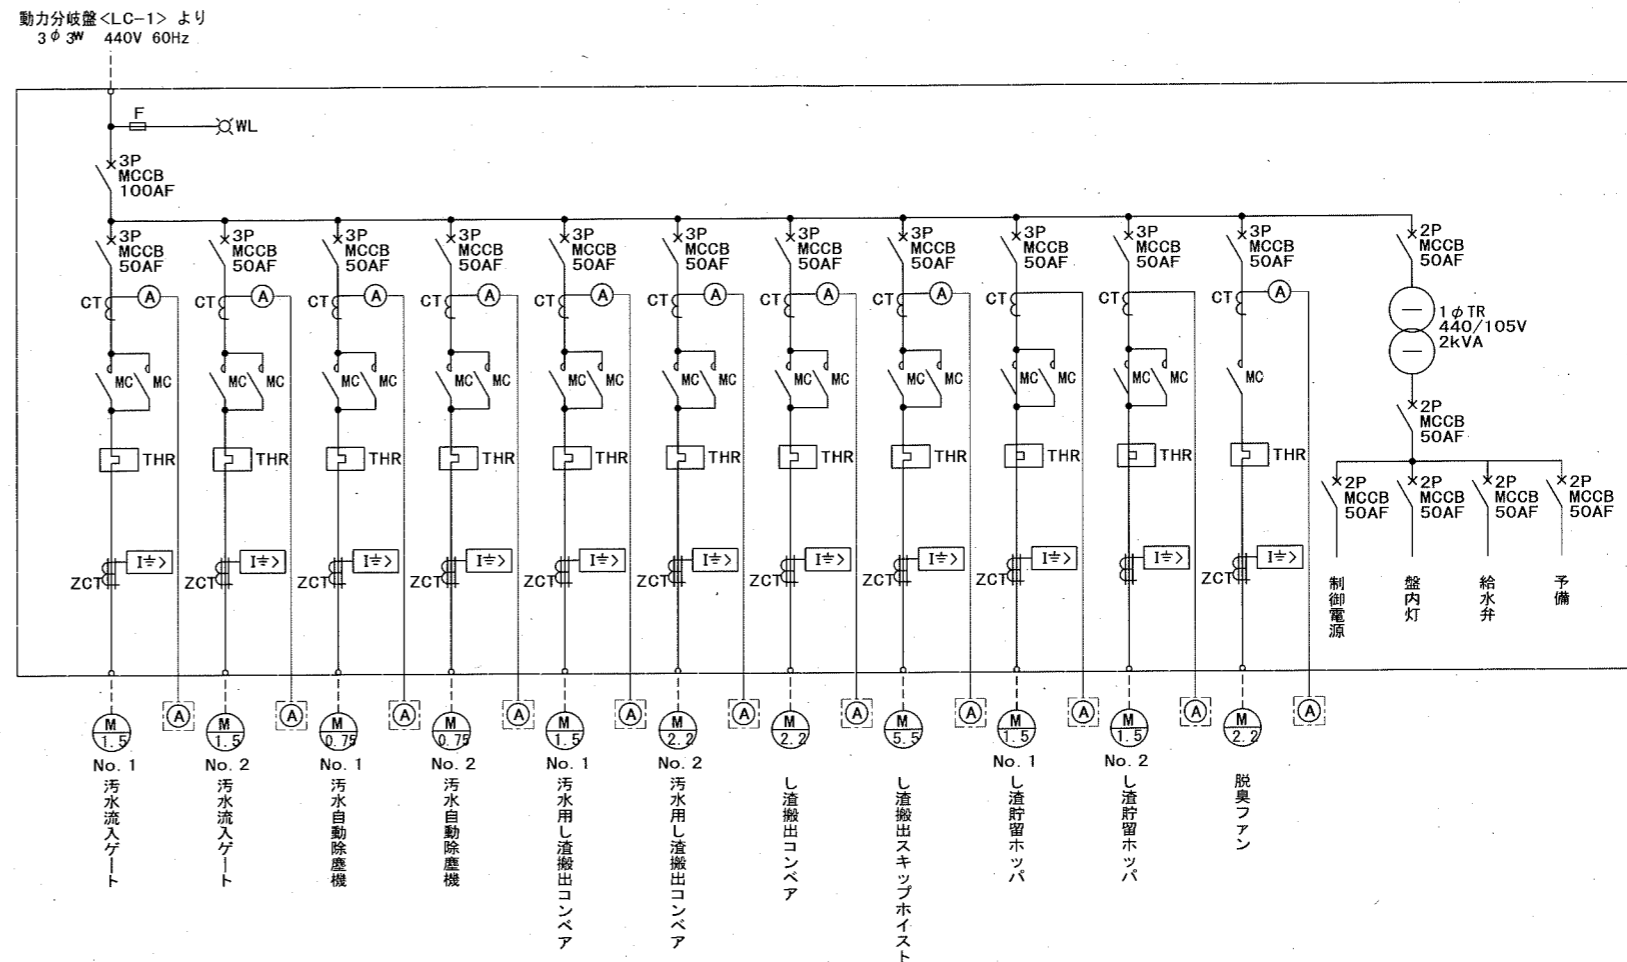 動力分岐盤<LC-1> より
3φ3W 440V 60Hz
F
WL
3P
MCCB
100AF
3P
MCCB
50AF
3P
MCCB
50AF
3P
MCCB
50AF
3P
MCCB
50AF
3P
MCCB
50AF
3P
MCCB
50AF
3P
MCCB
50AF
3P
MCCB
50AF
3P
MCCB
50AF
3P
MCCB
50AF
3P
MCCB
50AF
2P
MCCB
50AF
CT A
CT A
CT A
CT A
CT A
CT A
CT A
CT A
CT
CT
CT A
1φTR
440/105V
2kVA
MC MC
MC MC
MC MC
MC MC
MC MC
MC MC
MC MC
MC MC
MC MC
MC MC
MC
2P
MCCB
50AF
THR
THR
THR
THR
THR
THR
THR
THR
THR
THR
THR
2P
MCCB
50AF
2P
MCCB
50AF
2P
MCCB
50AF
2P
MCCB
50AF
ZCT I⏚>
ZCT I⏚>
ZCT I⏚>
ZCT I⏚>
ZCT I⏚>
ZCT I⏚>
ZCT I⏚>
ZCT I⏚>
ZCT I⏚>
I⏚>
ZCT I⏚>
制御電源
盤内灯
給水弁
予備
M
1.5
A
No. 1
汚水流入ゲート
M
1.5
A
No. 2
汚水流入ゲート
M
0.75
A
No. 1
汚水自動除塵機
M
0.75
A
No. 2
汚水自動除塵機
M
1.5
A
No. 1
汚水用し渣搬出コンベア
M
2.2
A
No. 2
汚水用し渣搬出コンベア
M
2.2
A
し渣搬出コンベア
M
5.5
A
し渣搬出スキップホイスト
M
1.5
A
No. 1
し渣貯留ホッパ
M
1.5
A
No. 2
し渣貯留ホッパ
M
2.2
A
脱臭ファン